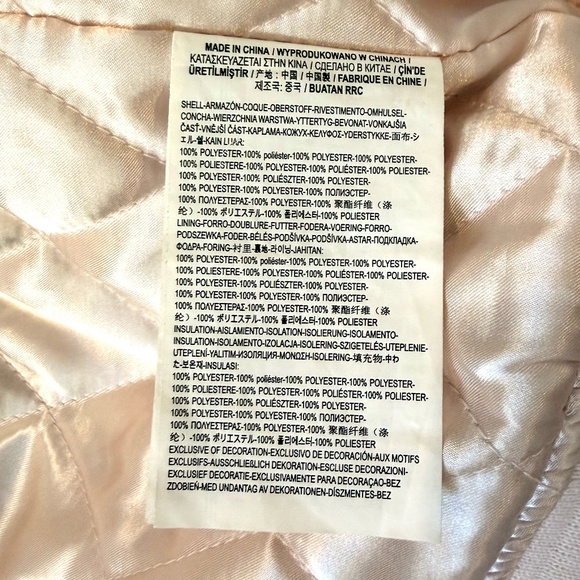 MADE IN CHINA / WYPRODUKOWANO W CHINACH /
ΚΑΤΑΣΚΕΥΑΖΕΤΑΙ ΣΤΗΝ ΚΙΝΑ / СДЕЛАНО В КИТАЕ / ÇİN'DE
ÜRETİLMİŞTİR / 产地：中国 / 中国製 / FABRIQUE EN CHINE /
제조국: 중국 / BUATAN RRC
SHELL-ARMAZÓN-COQUE-OBERSTOFF-RIVESTIMENTO-OMHULSEL-
CONCHA-WIERZCHNIA WARSTWA-YTTERTYG-BEVONAT-VONKAJŠIA
ČASŤ-VNĚJŠÍ ČÁST-KAPLAMA-КОЖУХ-ΚΕΛΥΦΟΣ-YDERSTYKKE-面布-シ
ェル-쉘-KAIN LUAR:
100% POLYESTER-100% poliéster-100% POLYESTER-100% POLYESTER-
100% POLIESTERE-100% POLYESTER-100% POLIÉSTER-100% POLIESTER-
100% POLYESTER-100% POLIÉSZTER-100% POLYESTER-
100% POLYESTER-100% POLYESTER-100% ПОЛИЭСТЕР-
100% ΠΟΛΥΕΣΤΕΡΑΣ-100% POLYESTER-100% 聚酯纤维（涤
纶）-100% ポリエステル-100% 폴리에스터-100% POLIESTER
LINING-FORRO-DOUBLURE-FUTTER-FODERA-VOERING-FORRO-
PODSZEWKA-FODER-BÉLÉS-PODŠÍVKA-PODŠÍVKA-ASTAR-ПОДКЛАДКА-
ΦΟΔΡΑ-FORING-衬里-裏地-라이닝-JAHITAN:
100% POLYESTER-100% poliéster-100% POLYESTER-100% POLYESTER-
100% POLIESTERE-100% POLYESTER-100% POLIÉSTER-100% POLIESTER-
100% POLYESTER-100% POLIÉSZTER-100% POLYESTER-
100% POLYESTER-100% POLYESTER-100% ПОЛИЭСТЕР-
100% ΠΟΛΥΕΣΤΕΡΑΣ-100% POLYESTER-100% 聚酯纤维（涤
纶）-100% ポリエステル-100% 폴리에스터-100% POLIESTER
INSULATION-AISLAMIENTO-ISOLATION-ISOLIERUNG-ISOLAMENTO-
INSULATION-ISOLAMENTO-IZOLACJA-ISOLERING-SZIGETELÉS-UTEPLENIE-
UTEPLENÍ-YALITIM-ИЗОЛЯЦИЯ-ΜΟΝΩΣΗ-ISOLERING-填充物-中わ
た-보온재-INSULASI:
100% POLYESTER-100% poliéster-100% POLYESTER-100% POLYESTER-
100% POLIESTERE-100% POLYESTER-100% POLIÉSTER-100% POLIESTER-
100% POLYESTER-100% POLIÉSZTER-100% POLYESTER-
100% POLYESTER-100% POLYESTER-100% ПОЛИЭСТЕР-
100% ΠΟΛΥΕΣΤΕΡΑΣ-100% POLYESTER-100% 聚酯纤维（涤
纶）-100% ポリエステル-100% 폴리에스터-100% POLIESTER
EXCLUSIVE OF DECORATION-EXCLUSIVO DE DECORACIÓN-AUX MOTIFS
EXCLUSIFS-AUSSCHLIEßLICH DEKORATION-ESCLUSE DECORAZIONI-
EXCLUSIEF DECORATIE-EXCLUSIVAMENTE PARA DECORAÇAO-BEZ
ZDOBIEŃ-MED UNDANTAG AV DEKORATIONEN-DÍSZMENTES-BEZ